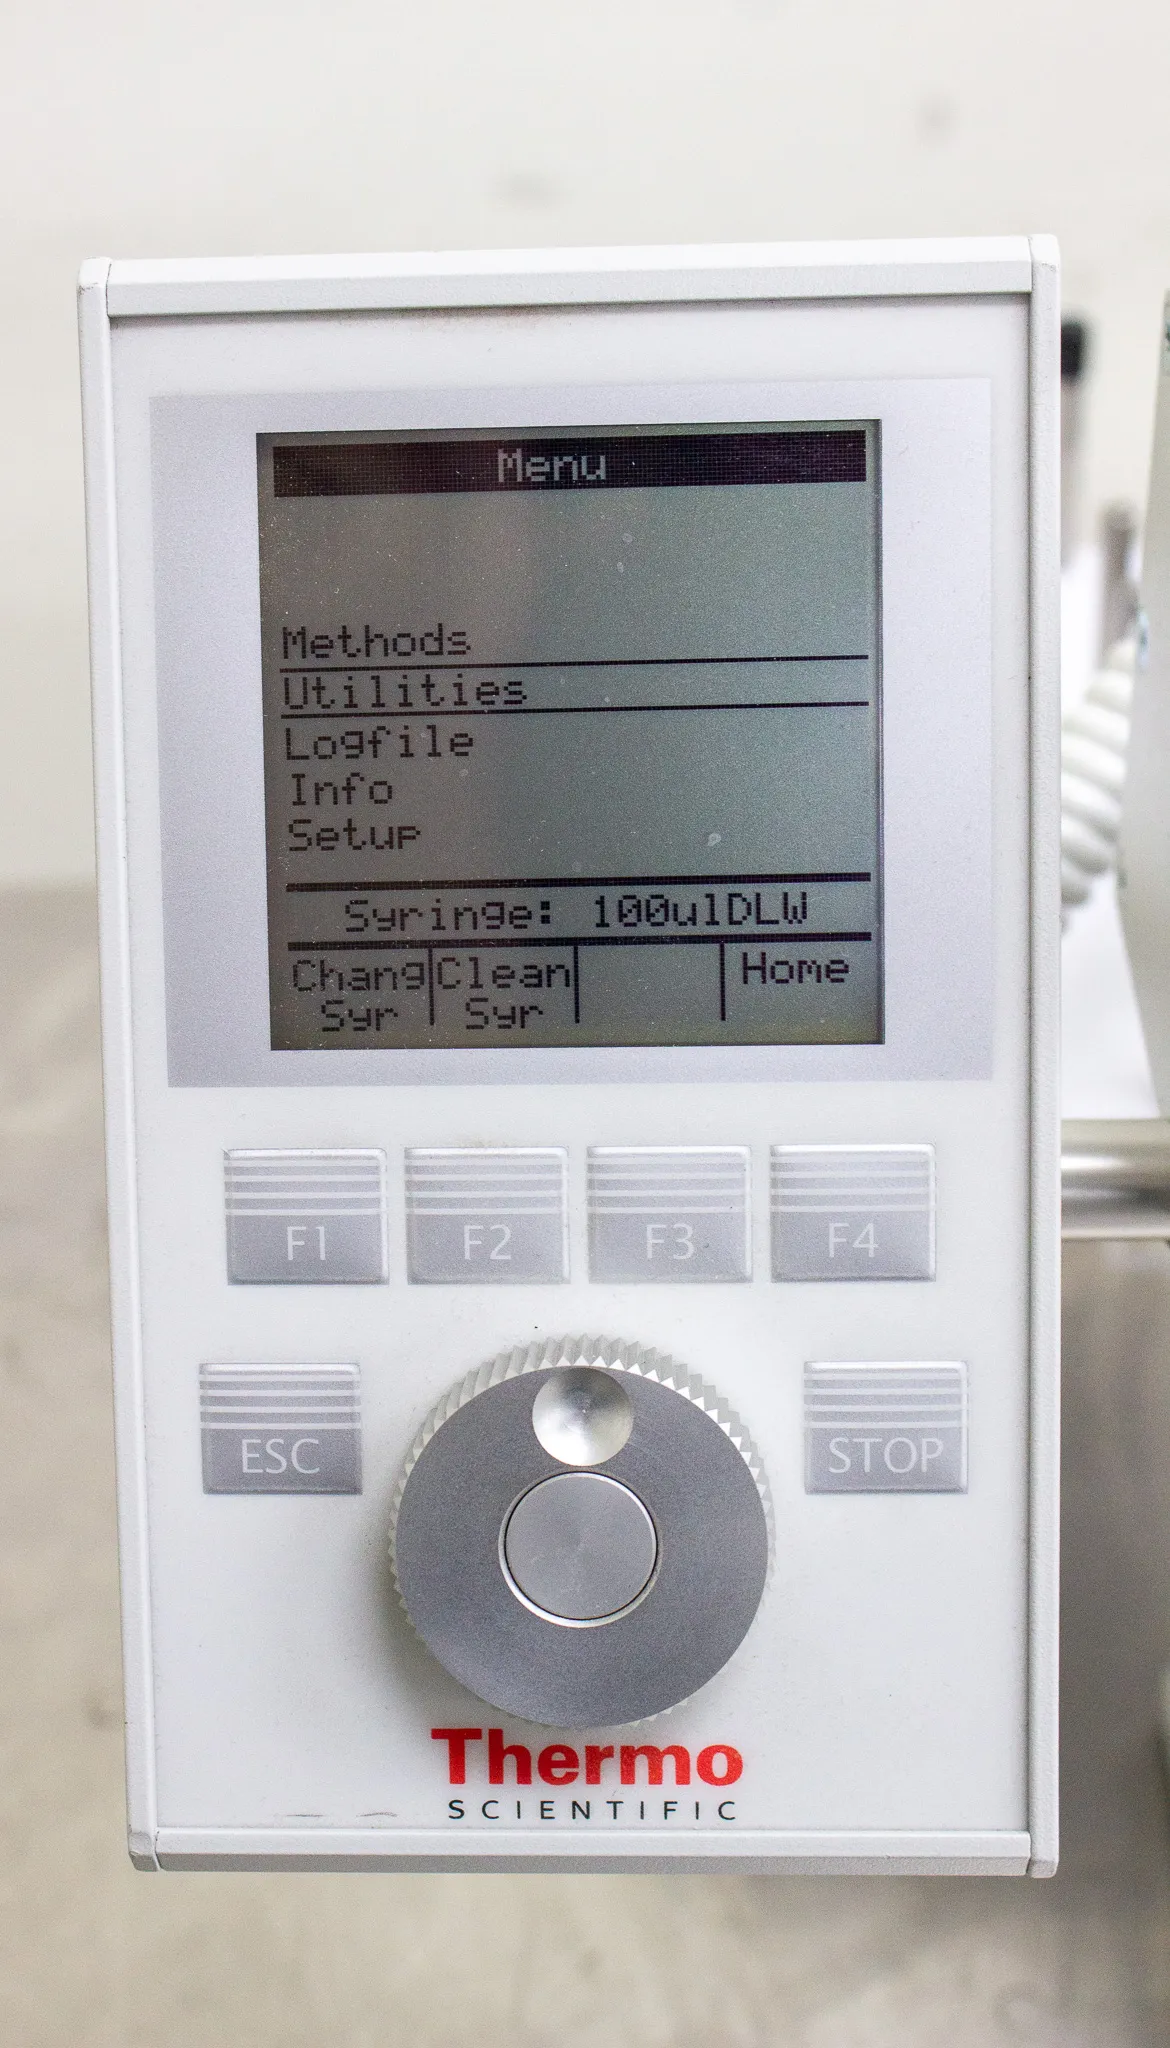 Menu
Methods
Utilities
Logfile
Info
Setup
Syringe: 100ulDLW
Chang Clean Home
Syr Syr
F1 F2 F3 F4
ESC STOP
Thermo
SCIENTIFIC